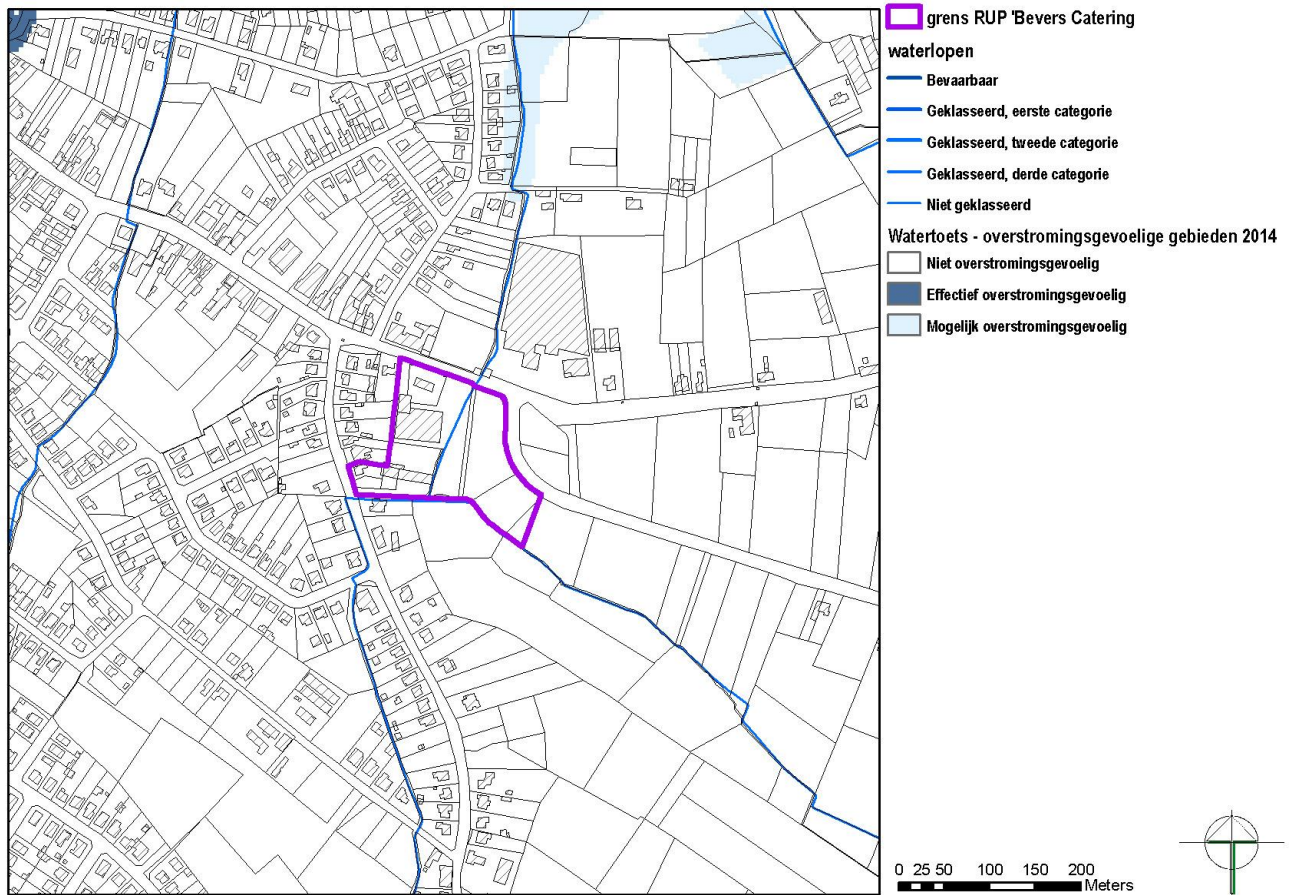 grens RUP 'Bevers Catering
waterlopen
Bevaarbaar
Geklasseerd, eerste categorie
Geklasseerd, tweede categorie
Geklasseerd, derde categorie
Niet geklasseerd
Watertoets - overstromingsgevoelige gebieden 2014
Niet overstromingsgevoelig
Effectief overstromingsgevoelig
Mogelijk overstromingsgevoelig
0 25 50 100 150 200
Meters